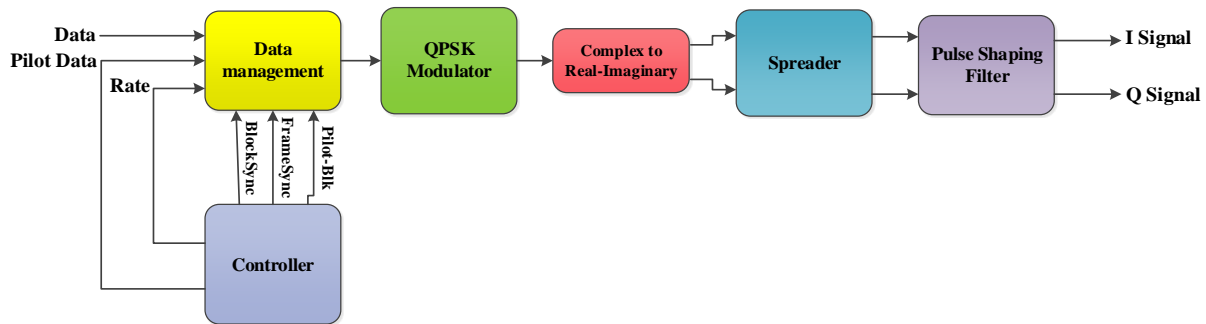 Data
Pilot Data
Rate
Data
management
QPSK
Modulator
Complex to
Real-Imaginary
Spreader
Pulse Shaping
Filter
I Signal
Q Signal
BlockSync
FrameSync
Pilot-Blk
Controller